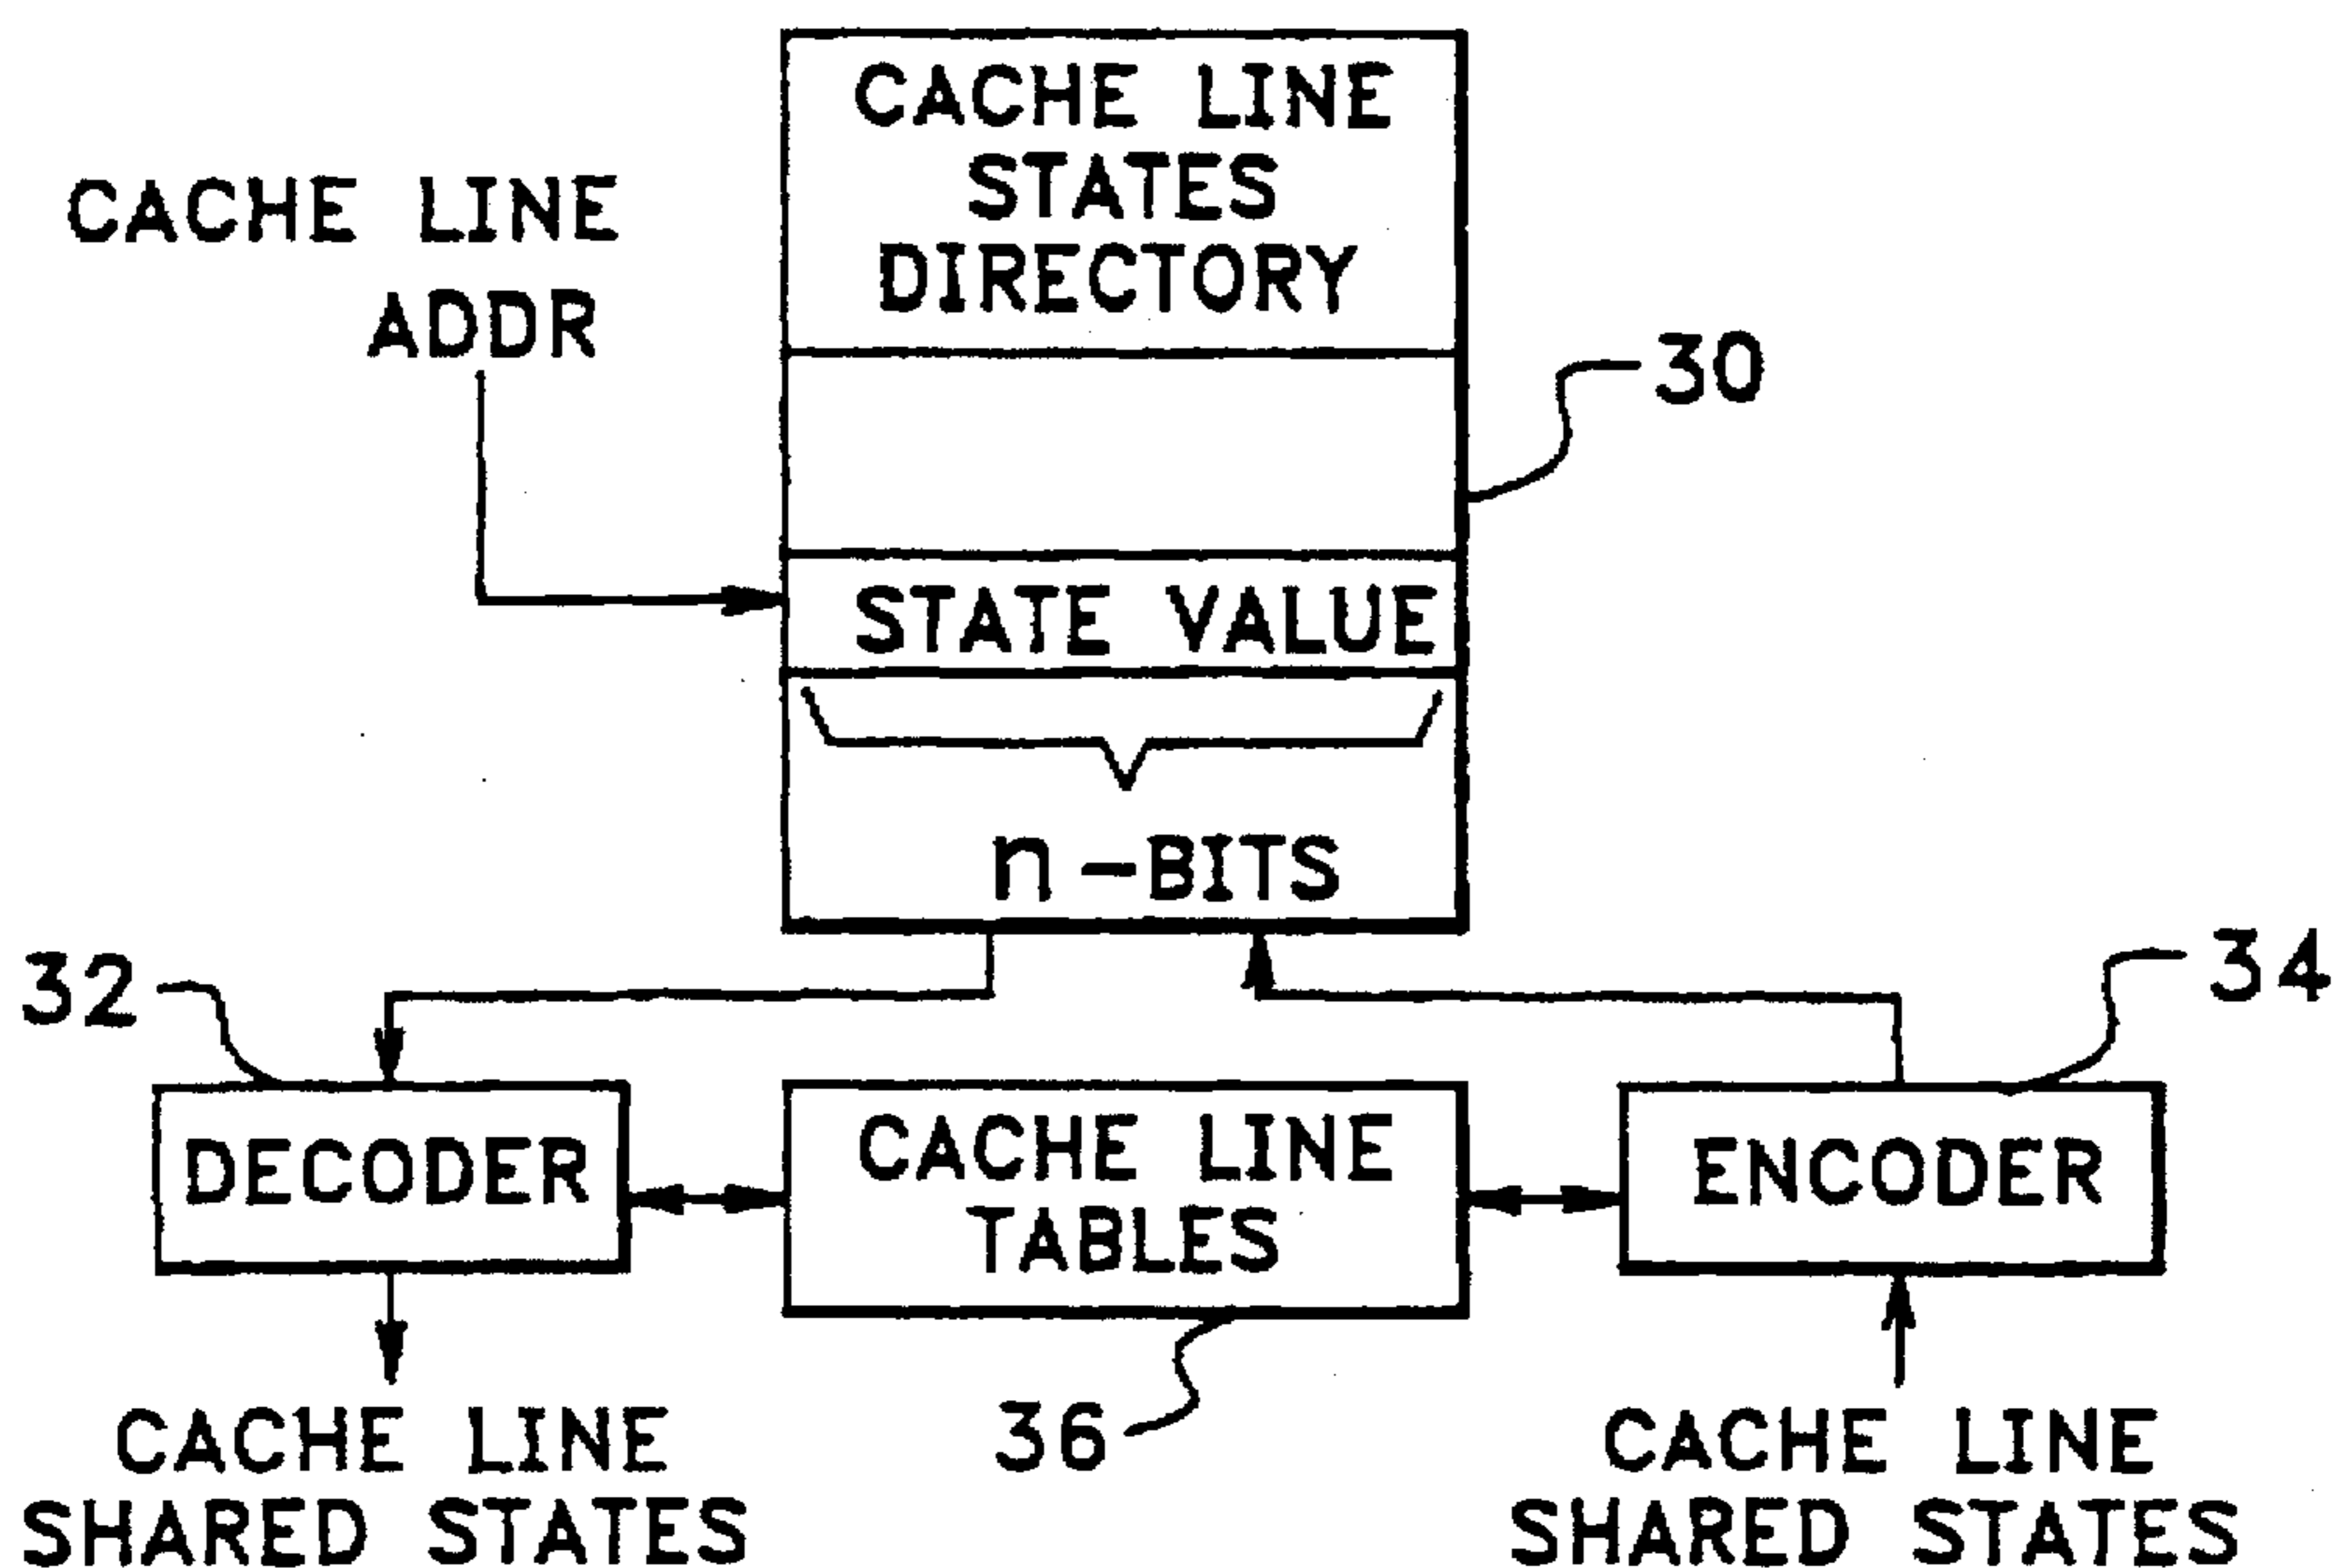 CACHE LINE
STATES
DIRECTORY
CACHE LINE
ADDR
30
STATE VALUE
n-BITS
32
34
DECODER
CACHE LINE
TABLES
ENCODER
36
CACHE LINE
SHARED STATES
CACHE LINE
SHARED STATES